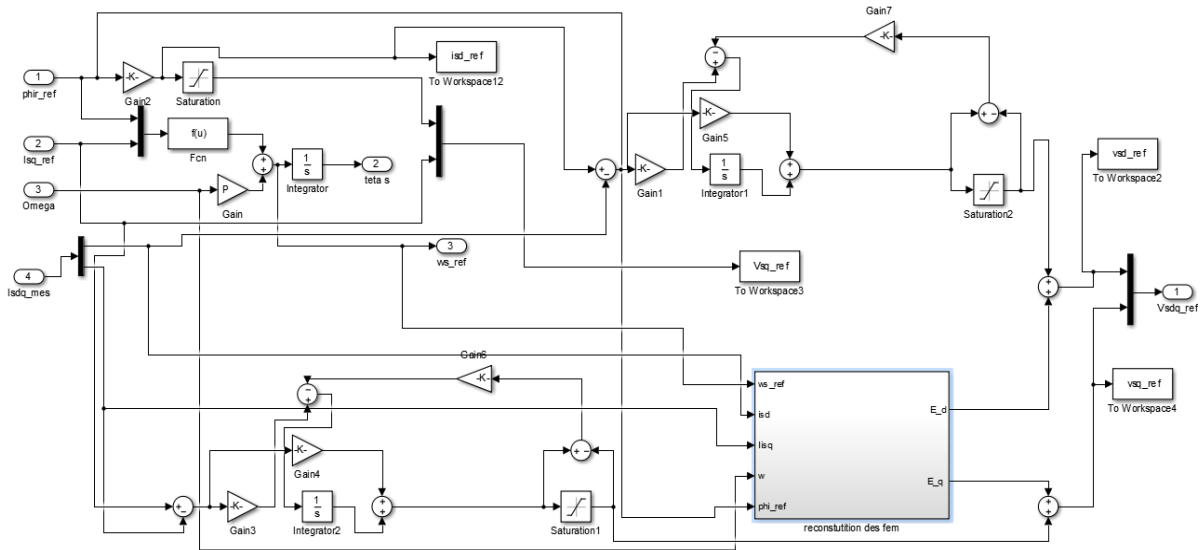 Gain7
-K-
isd_ref
To Workspace12
1
phir_ref
-K-
Gain2
Saturation
-K-
Gain5
2
Isq_ref
f(u)
Fcn
vsd_ref
To Workspace2
1
s
Integrator
2
teta s
-K-
Gain1
1
s
Integrator1
Saturation2
3
Omega
P
Gain
3
ws_ref
4
Isdq_mes
Vsq_ref
To Workspace3
1
Vsdq_ref
Gain6
-K-
ws_ref
isd
Iisq
w
phi_ref
E_d
E_q
reconstutition des fem
vsq_ref
To Workspace4
-K-
Gain4
-K-
Gain3
1
s
Integrator2
Saturation1